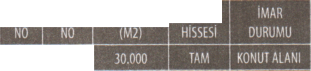 İMAR
NO NO (M2) HİSSESİ DURUMU
30.000 TAM KONUT ALANI